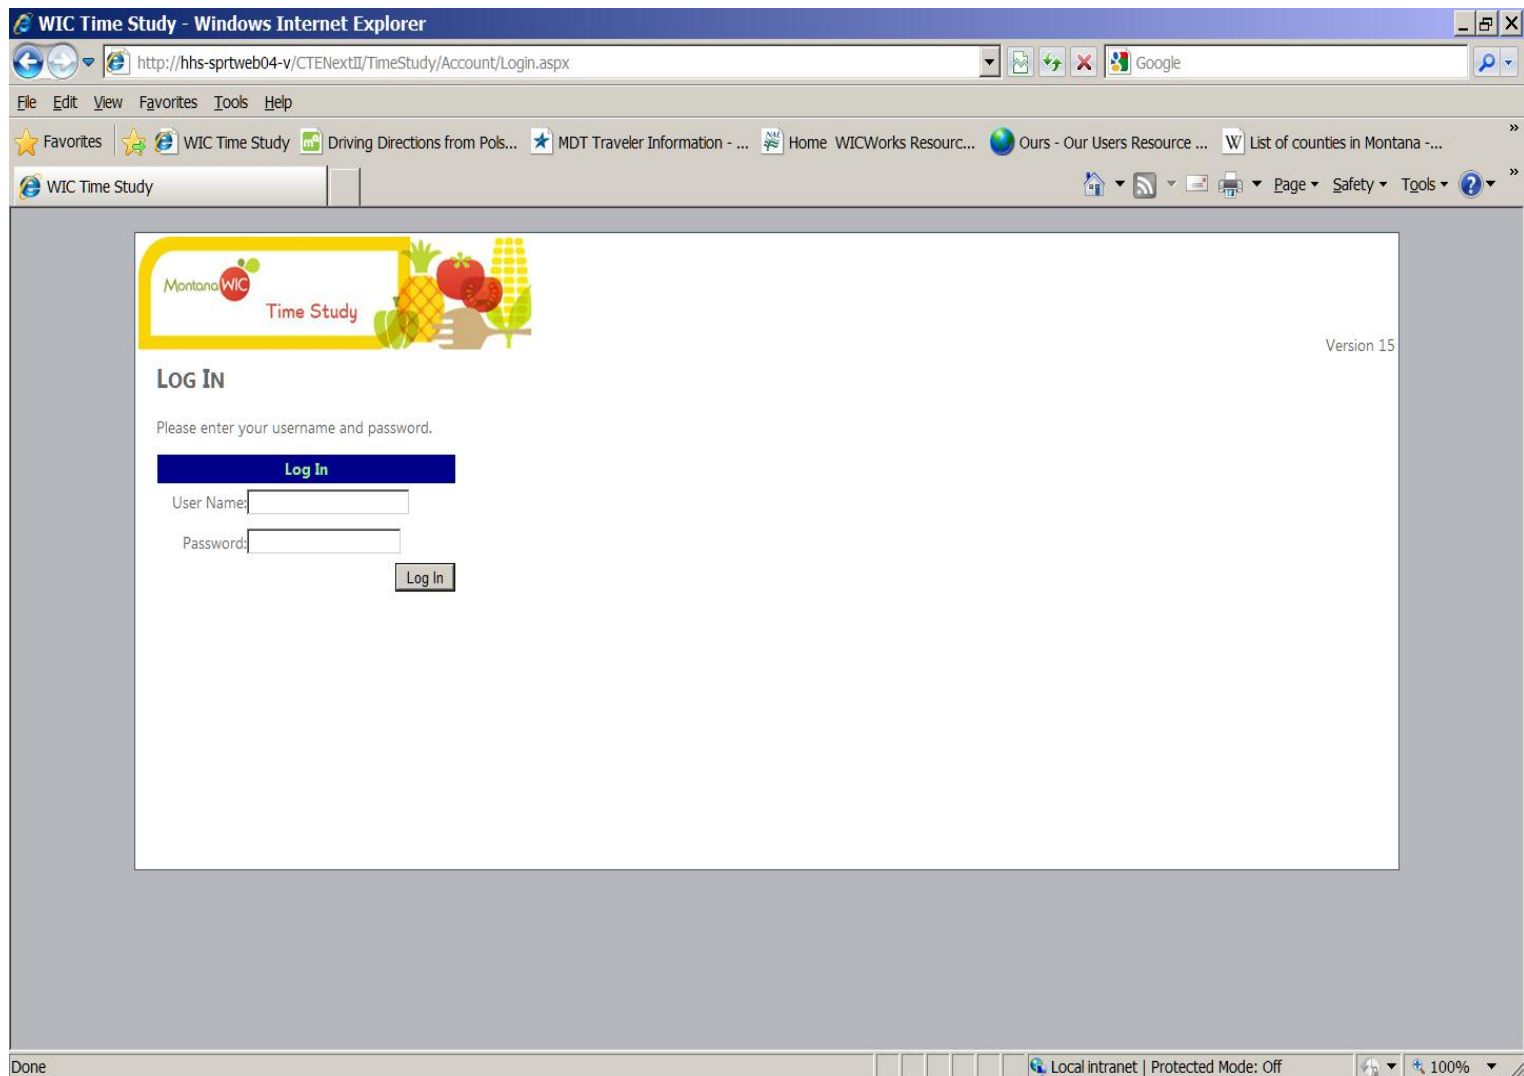 WIC Time Study - Windows Internet Explorer
http://hhs-sprtweb04-v/CTENextII/TimeStudy/Account/Login.aspx
Google
File Edit View Favorites Tools Help
Favorites WIC Time Study Driving Directions from Pols... MDT Traveler Information - ... Home WICWorks Resourc... Ours - Our Users Resource ... W List of counties in Montana -... »
WIC Time Study
Page Safety Tools »
Montana WIC
Time Study
Version 15
LOG IN
Please enter your username and password.
Log In
User Name:
Password:
Log In
Done
Local intranet | Protected Mode: Off
100%